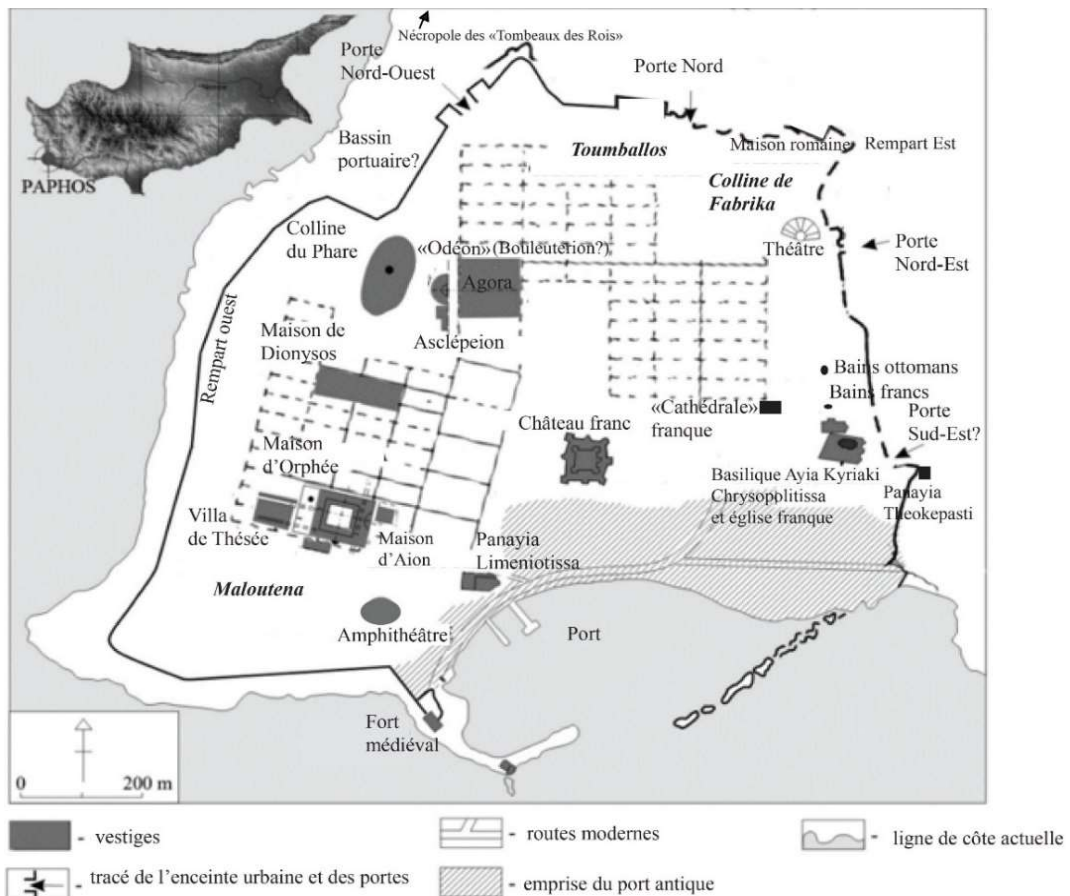 Nécropole des «Tombeaux des Rois»
Porte
Nord-Ouest
Porte Nord
Bassin
portuaire?
Toumballos
Maison romaine
Rempart Est
PAPHOS
Colline de
Fabrika
Colline
du Phare
«Odéon» (Bouleuterion?)
Théâtre
Porte
Nord-Est
Agora
Rempart ouest
Asclépeion
Maison de
Dionysos
Bains ottomans
Bains francs
«Cathédrale»
franque
Château franc
Porte
Sud-Est?
Maison
d'Orphée
Basilique Ayia Kyriaki
Chrysopolitissa
et église franque
Panayia
Theokepasti
Villa
de Thésée
Maison
d'Aion
Panayia
Limeniotissa
Maloutena
Amphithéâtre
Port
Fort
médiéval
0 200 m
- vestiges
- routes modernes
- ligne de côte actuelle
- tracé de l'enceinte urbaine et des portes
- emprise du port antique